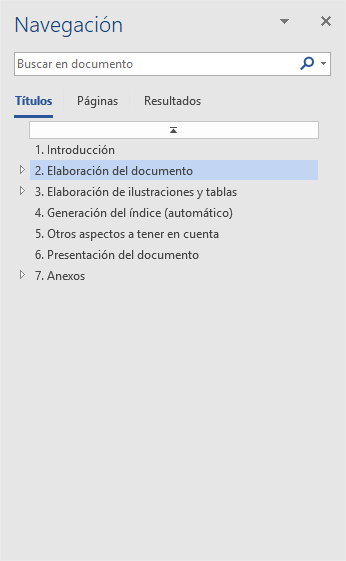 Navegación
Buscar en documento
Títulos Páginas Resultados
1. Introducción
2. Elaboración del documento
3. Elaboración de ilustraciones y tablas
4. Generación del índice (automático)
5. Otros aspectos a tener en cuenta
6. Presentación del documento
7. Anexos